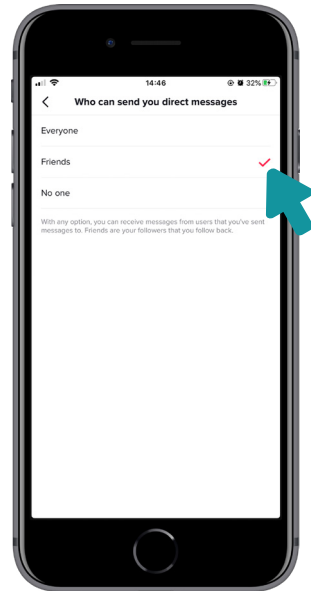 14:46
32%
Who can send you direct messages
Everyone
Friends
No one
With any option, you can receive messages from users that you've sent
messages to. Friends are your followers that you follow back.